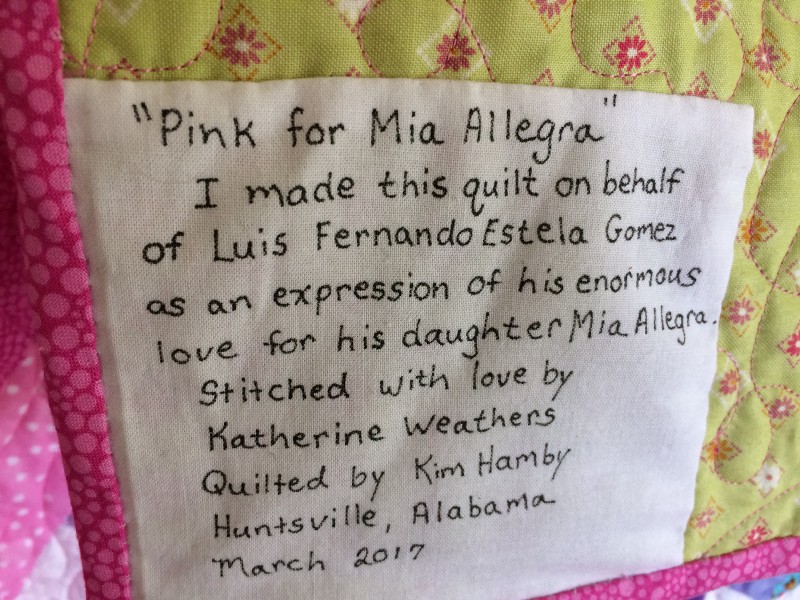 "Pink for Mia Allegra"
I made this quilt on behalf
of Luis Fernando Estela Gomez
as an expression of his enormous
love for his daughter Mia Allegra.
Stitched with love by
Katherine Weathers
Quilted by Kim Hamby
Huntsville, Alabama
March 2017